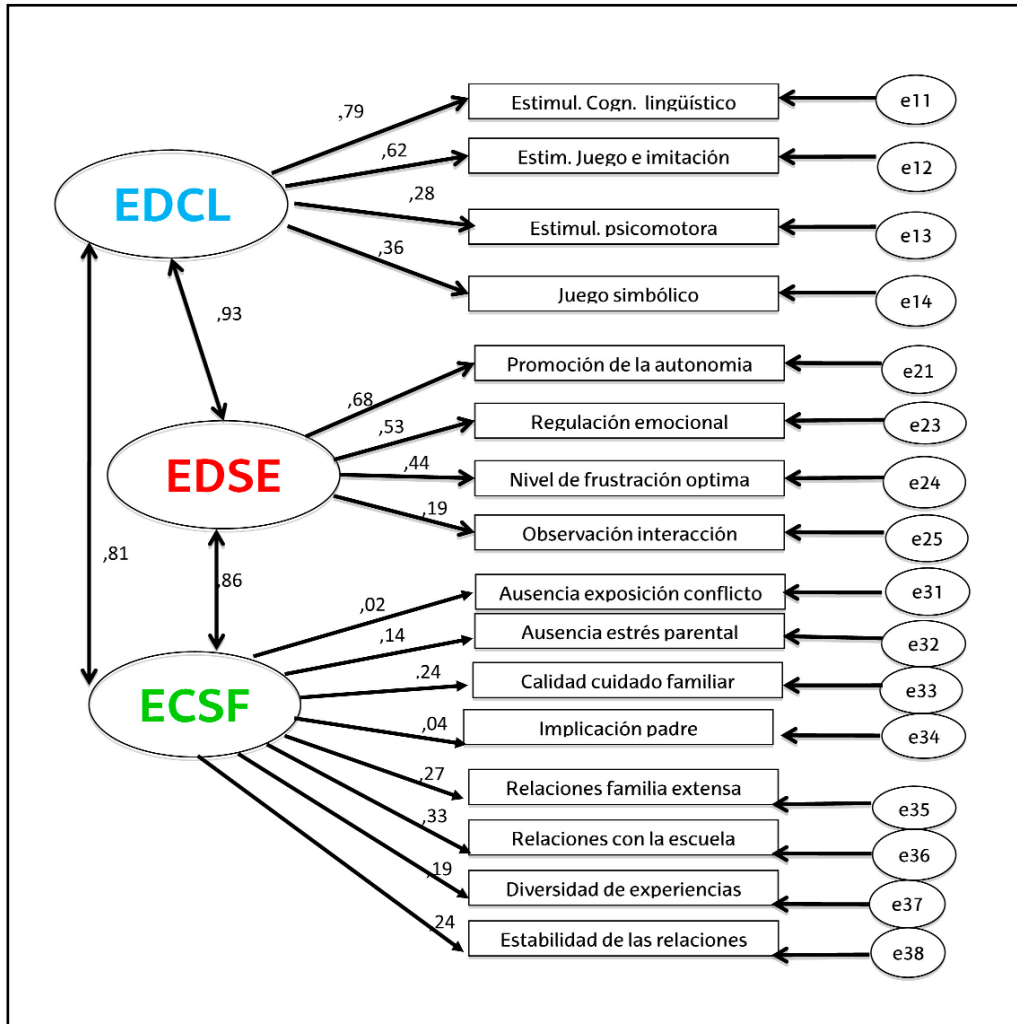 ,79
Estimul. Cogn. lingüístico
e11
,62
Estim. Juego e imitación
e12
EDCL
,28
Estimul. psicomotora
e13
,36
Juego simbólico
e14
,93
Promoción de la autonomia
e21
,68
,53
Regulación emocional
e23
EDSE
,44
Nivel de frustración optima
e24
,19
Observación interacción
e25
,81
,86
Ausencia exposición conflicto
e31
,02
,14
Ausencia estrés parental
e32
ECSF
,24
Calidad cuidado familiar
e33
,04
Implicación padre
e34
,27
Relaciones familia extensa
e35
,33
Relaciones con la escuela
e36
,19
Diversidad de experiencias
e37
,24
Estabilidad de las relaciones
e38